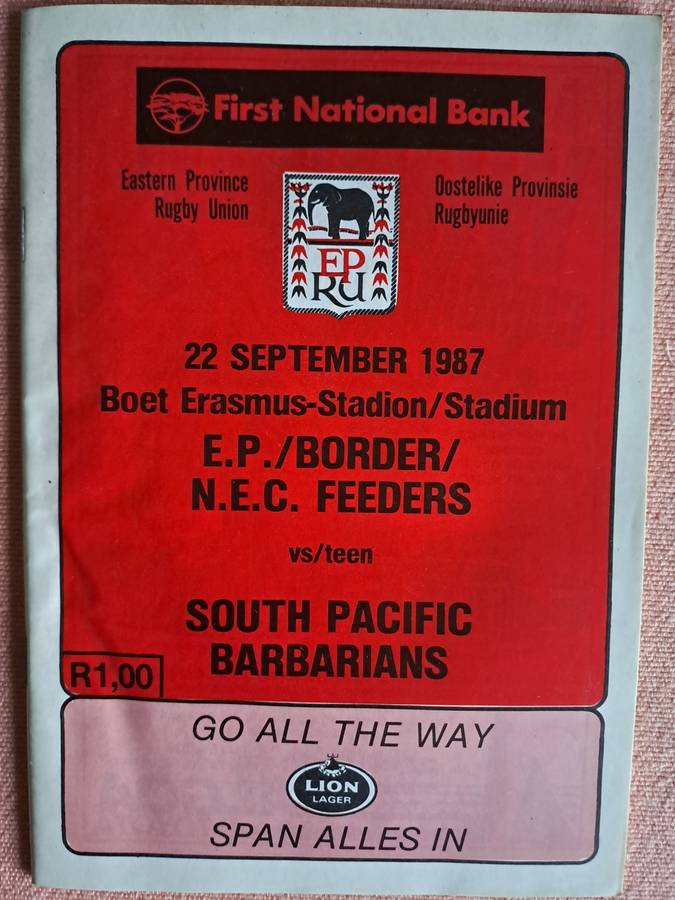 First National Bank
Eastern Province
Rugby Union
Oostelike Provinsie
Rugbyunie
EP
RU
22 SEPTEMBER 1987
Boet Erasmus-Stadion/Stadium
E.P./BORDER/
N.E.C. FEEDERS
vs/teen
SOUTH PACIFIC
BARBARIANS
R1,00
GO ALL THE WAY
LION
LAGER
SPAN ALLES IN